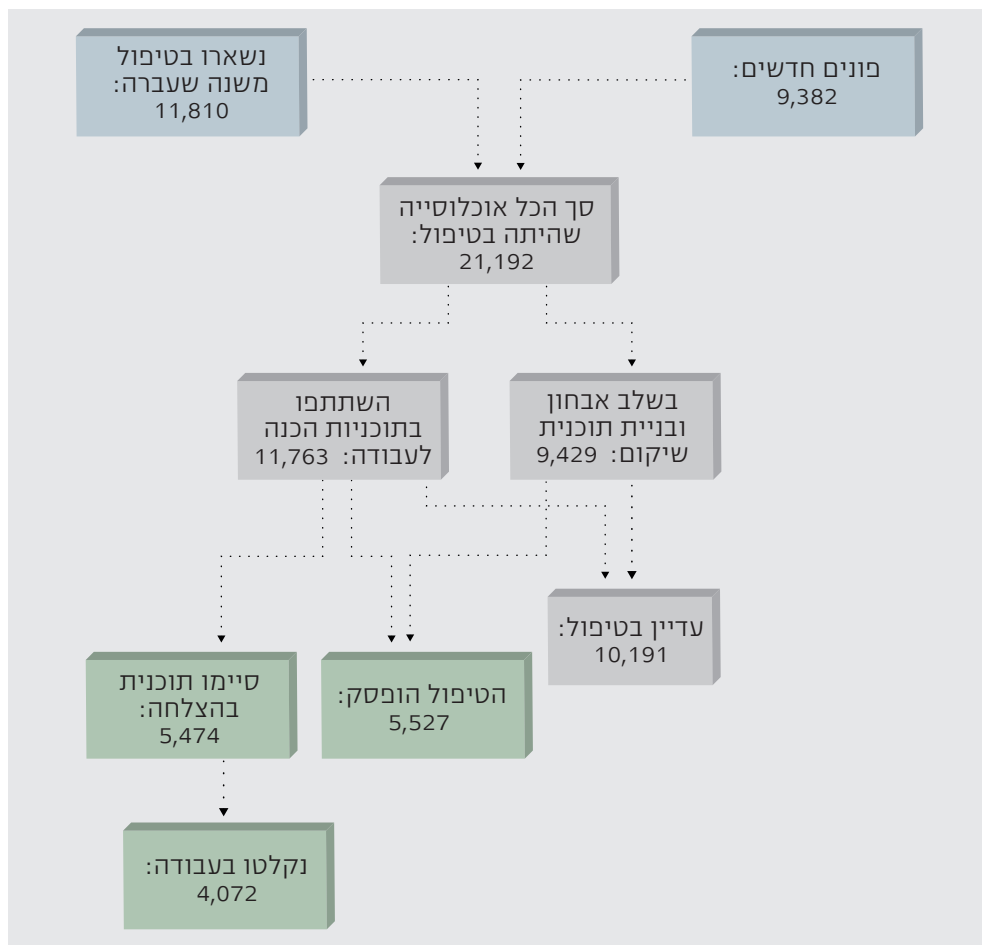 פונים חדשים:
9,382
נשארו בטיפול
משנה שעברה:
11,810
סך הכל אוכלוסייה
שהיתה בטיפול:
21,192
בשלב אבחון
ובניית תוכנית
שיקום: 9,429
השתתפו
בתוכניות הכנה
לעבודה: 11,763
עדיין בטיפול:
10,191
הטיפול הופסק:
5,527
סיימו תוכנית
בהצלחה:
5,474
נקלטו בעבודה:
4,072